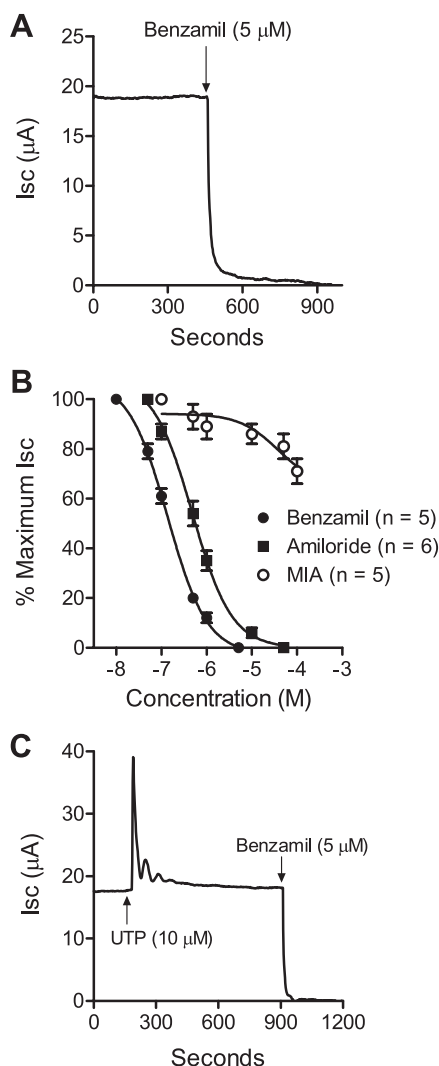 A
Benzamil (5 μM)
25
20
15
10
5
0
Isc (μA)
0 300 600 900
Seconds
B
100
80
60
40
20
0
% Maximum Isc
Benzamil (n = 5)
Amiloride (n = 6)
MIA (n = 5)
-8 -7 -6 -5 -4 -3
Concentration (M)
C
40
30
20
10
0
Isc (μA)
Benzamil (5 μM)
UTP (10 μM)
0 300 600 900 1200
Seconds